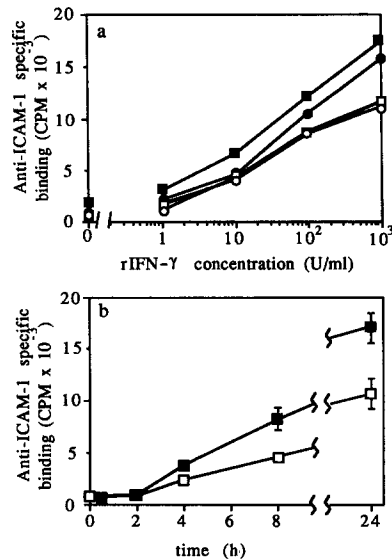 a
Anti-ICAM-1 specific
binding (CPM x 10⁻³)
20
15
10
5
0
0 1 10 10² 10³
rIFN-γ concentration (U/ml)
b
Anti-ICAM-1 specific
binding (CPM x 10⁻³)
20
15
10
5
0
0 2 4 6 8 24
time (h)